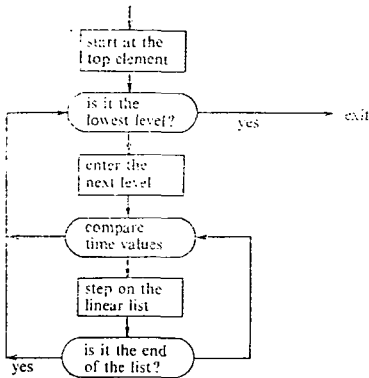 start at the
top element
is it the
lowest level?
yes
exit
enter the
next level
compare
time values
step on the
linear list
is it the end
of the list?
yes